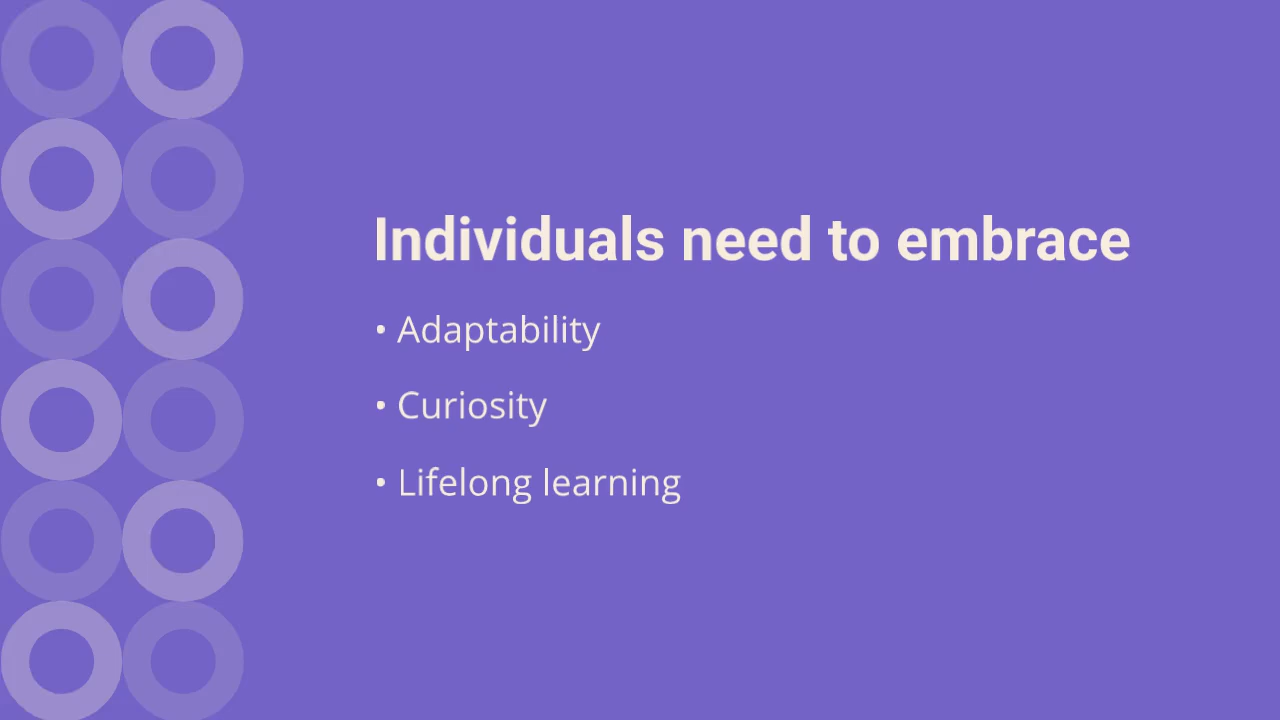 Individuals need to embrace
• Adaptability
• Curiosity
• Lifelong learning